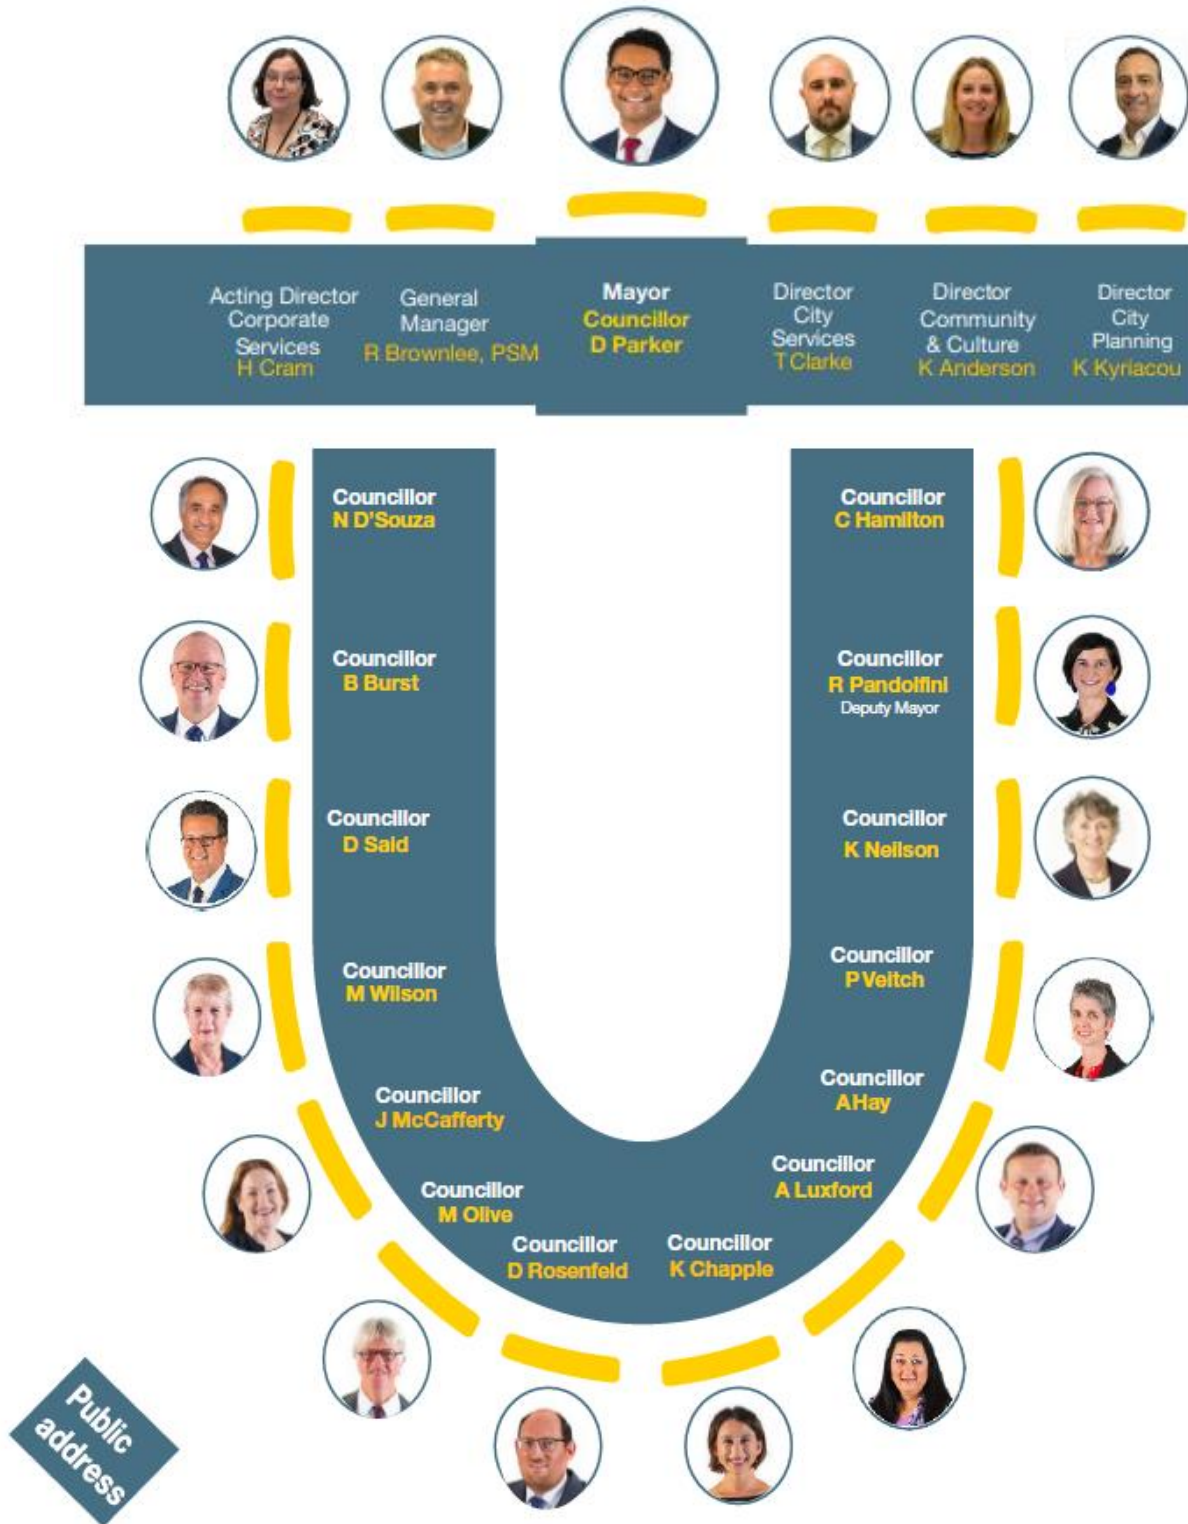 Acting Director
Corporate
Services
H Cram
General
Manager
R Brownlee, PSM
Mayor
Councillor
D Parker
Director
City
Services
T Clarke
Director
Community
& Culture
K Anderson
Director
City
Planning
K Kyriacou
Councillor
N D'Souza
Councillor
C Hamilton
Councillor
B Burst
Councillor
R Pandolfini
Deputy Mayor
Councillor
D Said
Councillor
K Neilson
Councillor
M Wilson
Councillor
P Veitch
Councillor
J McCafferty
Councillor
A Hay
Councillor
M Olive
Councillor
A Luxford
Councillor
D Rosenfeld
Councillor
K Chapple
Public
address